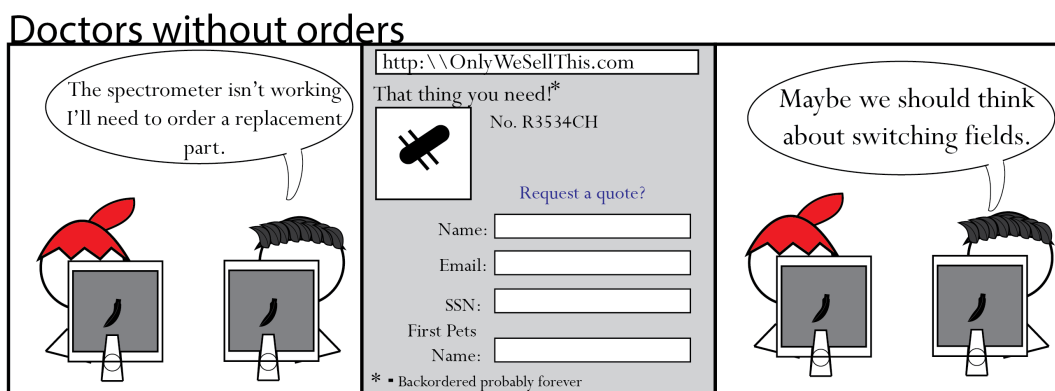 Doctors without orders
The spectrometer isn't working
I'll need to order a replacement
part.
http:\\OnlyWeSellThis.com
That thing you need!*
No. R3534CH
Request a quote?
Name:
Email:
SSN:
First Pets
Name:
* - Backordered probably forever
Maybe we should think
about switching fields.